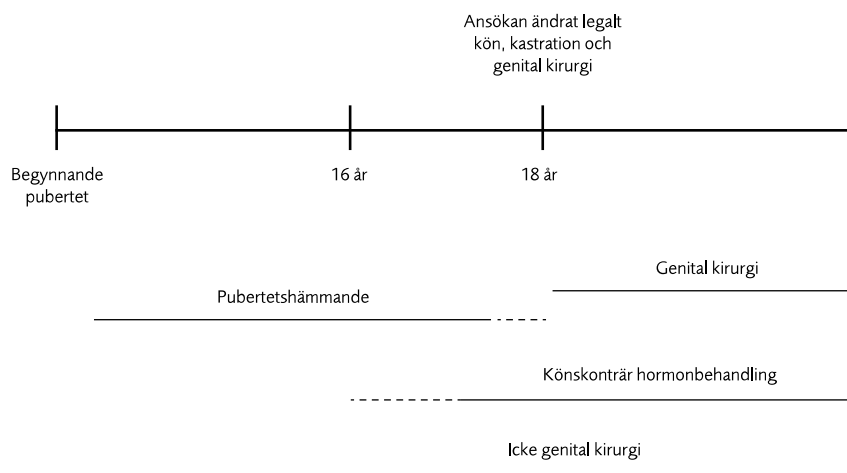 Ansökan ändrat legalt
kön, kastration och
genital kirurgi
Begynnande
pubertet
16 år
18 år
Genital kirurgi
Pubertetshämmande
Könskonträr hormonbehandling
Icke genital kirurgi